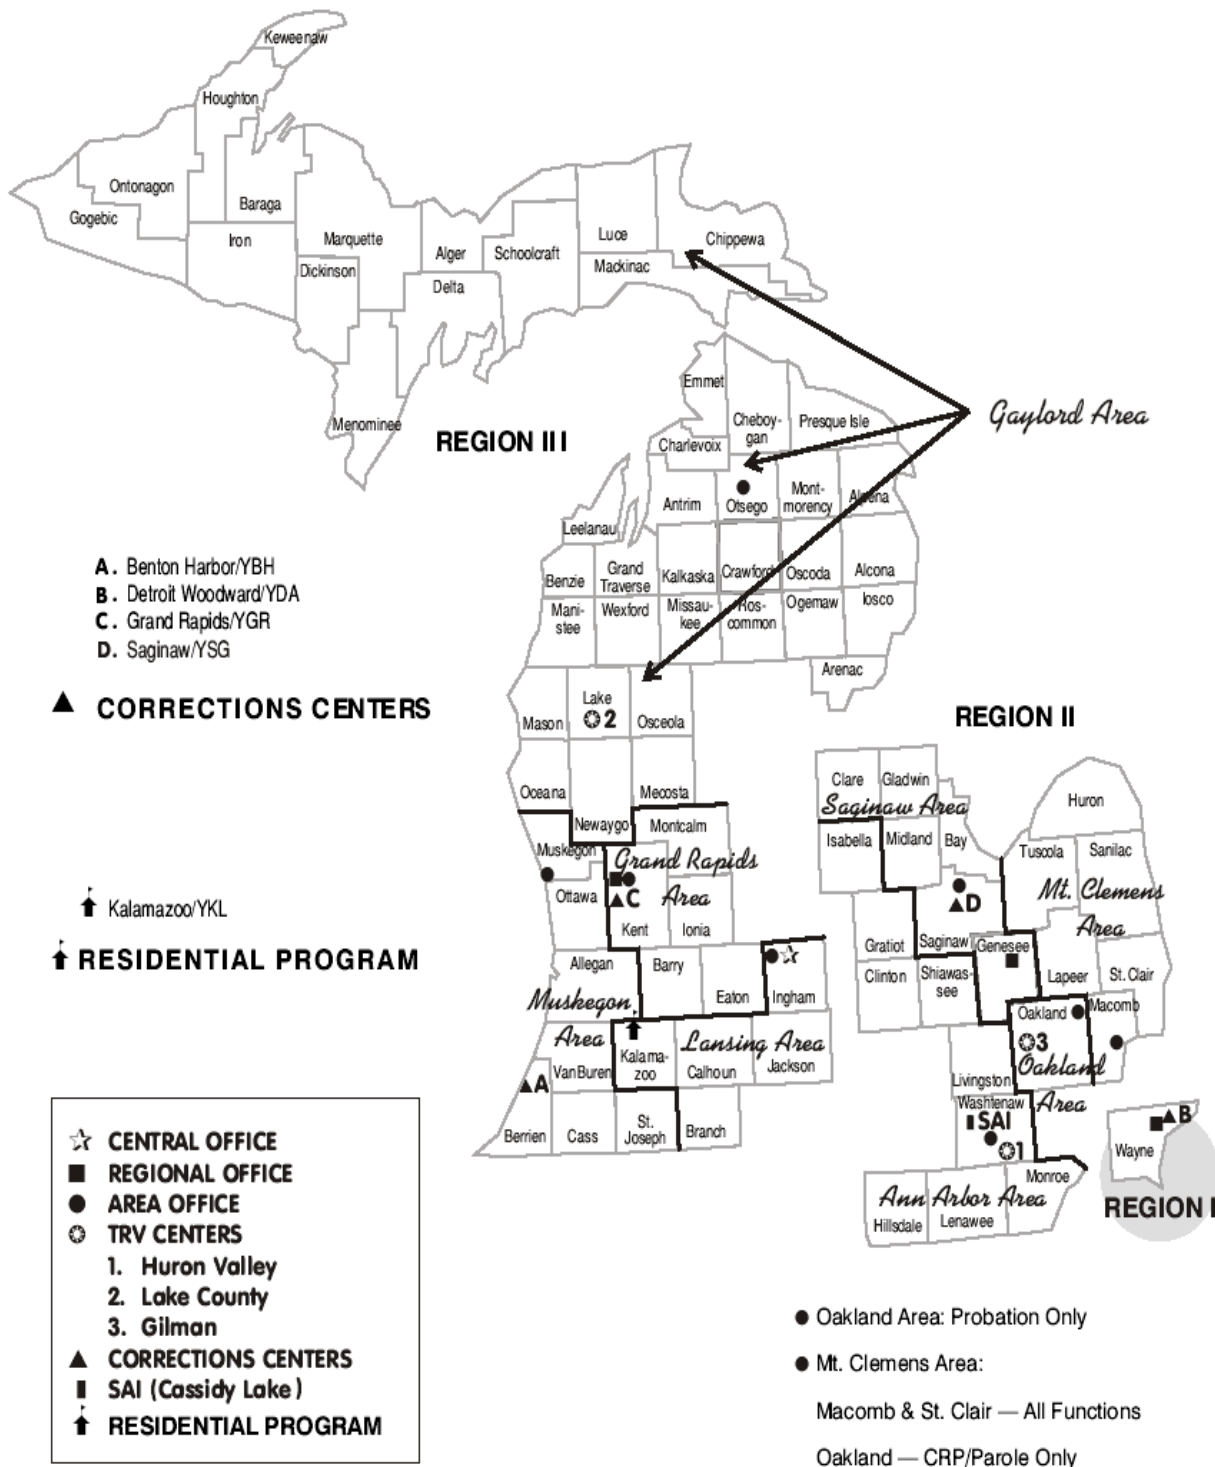 Keweenaw
Houghton
Ontonagon
Gogebic
Baraga
Iron
Marquette
Dickinson
Alger
Delta
Schoolcraft
Luce
Mackinac
Chippewa
Menominee
REGION III
Gaylord Area
Emmet
Cheboy-
gan
Presque Isle
Charlevoix
Antrim
Otsego
Mont-
morency
Alpena
Leelanau
Benzie
Grand
Traverse
Kalkaska
Crawford
Oscoda
Alcona
Mani-
stee
Wexford
Missau-
kee
Ros-
common
Ogemaw
Iosco
Arenac
A. Benton Harbor/YBH
B. Detroit Woodward/YDA
C. Grand Rapids/YGR
D. Saginaw/YSG
CORRECTIONS CENTERS
Kalamazoo/YKL
RESIDENTIAL PROGRAM
Mason
Lake
2
Osceola
Oceana
Newaygo
Mecosta
Montcalm
Muskegon
Grand Rapids
Area
Ottawa
C
Kent
Ionia
Allegan
Barry
Eaton
Ingham
Muskegon
Area
Lansing Area
Van Buren
Kalama-
zoo
Calhoun
Jackson
A
Berrien
Cass
St.
Joseph
Branch
REGION II
Clare
Gladwin
Saginaw Area
Isabella
Midland
Bay
Huron
Tuscola
Sanilac
Mt. Clemens
Area
D
Gratiot
Saginaw
Genesee
Clinton
Shiawas-
see
Lapeer
St. Clair
Oakland
Macomb
3
Oakland
Area
Livingston
Washtenaw
SAI
1
Monroe
Ann Arbor Area
Hillsdale
Lenawee
B
Wayne
REGION I
CENTRAL OFFICE
REGIONAL OFFICE
AREA OFFICE
TRV CENTERS
1. Huron Valley
2. Lake County
3. Gilman
CORRECTIONS CENTERS
SAI (Cassidy Lake)
RESIDENTIAL PROGRAM
Oakland Area: Probation Only
Mt. Clemens Area:
Macomb & St. Clair — All Functions
Oakland — CRP/Parole Only